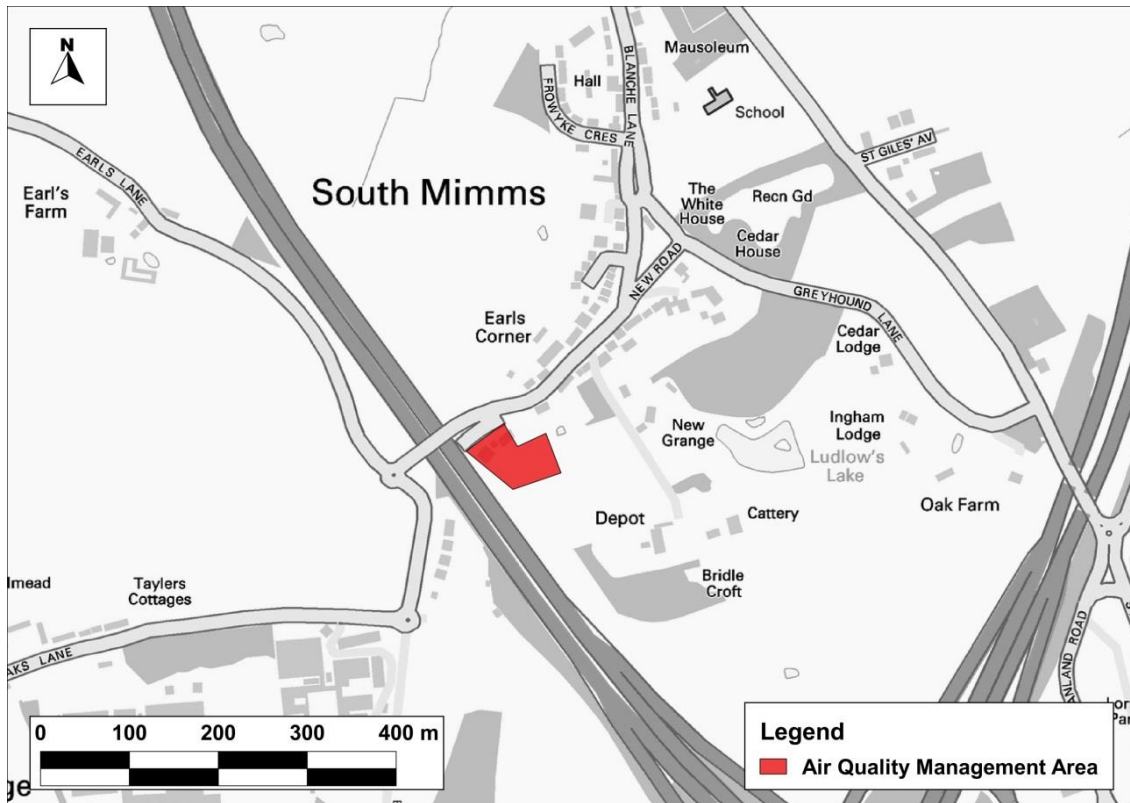 N
Mausoleum
Hall
BLANCHE LANE
FROWYKE CRES
School
ST GILES' AV
EARLS LANE
Earl's
Farm
South Mimms
The
White
House
Recn Gd
Cedar
House
NEW ROAD
GREYHOUND LANE
Earls
Corner
Cedar
Lodge
New
Grange
Ingham
Lodge
Ludlow's
Lake
Oak Farm
Depot
Cattery
Bridle
Croft
lmead
Taylers
Cottages
AKS LANE
ANLAND ROAD
0 100 200 300 400 m
Legend
Air Quality Management Area
ge